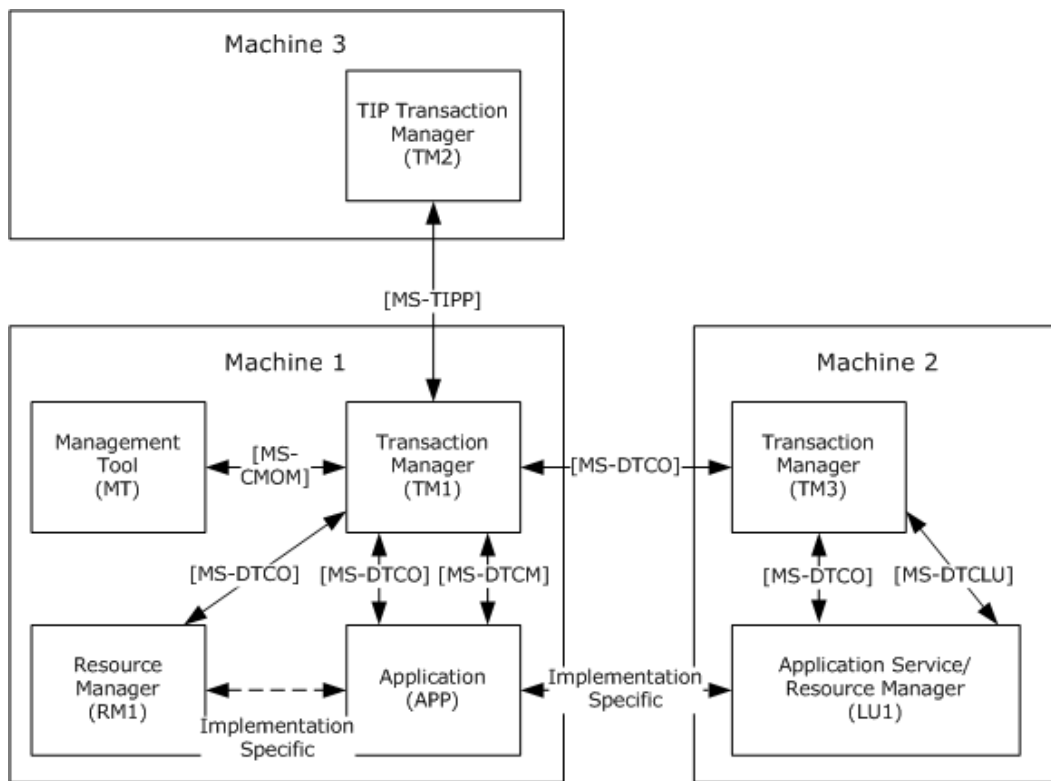 Machine 3
TIP Transaction
Manager
(TM2)
[MS-TIPP]
Machine 1
Management
Tool
(MT)
[MS-
CMOM]
Transaction
Manager
(TM1)
[MS-DTCO]
[MS-DTCO]
[MS-DTCM]
Resource
Manager
(RM1)
Implementation
Specific
Application
(APP)
[MS-DTCO]
Implementation
Specific
Machine 2
Transaction
Manager
(TM3)
[MS-DTCO]
[MS-DTCLU]
Application Service/
Resource Manager
(LU1)